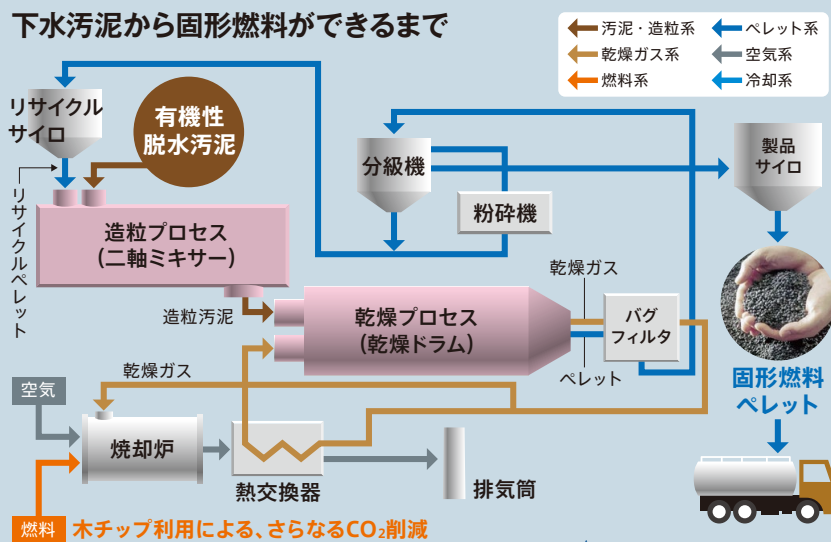 下水汚泥から固形燃料ができるまで
汚泥・造粒系
ペレット系
乾燥ガス系
空気系
燃料系
冷却系
リサイクル
サイロ
有機性
脱水汚泥
分級機
製品
サイロ
粉砕機
リサイクルペレット
造粒プロセス
(二軸ミキサー)
造粒汚泥
乾燥プロセス
(乾燥ドラム)
乾燥ガス
ペレット
バグ
フィルタ
固形燃料
ペレット
乾燥ガス
空気
焼却炉
熱交換器
排気筒
燃料
木チップ利用による、さらなるCO₂削減